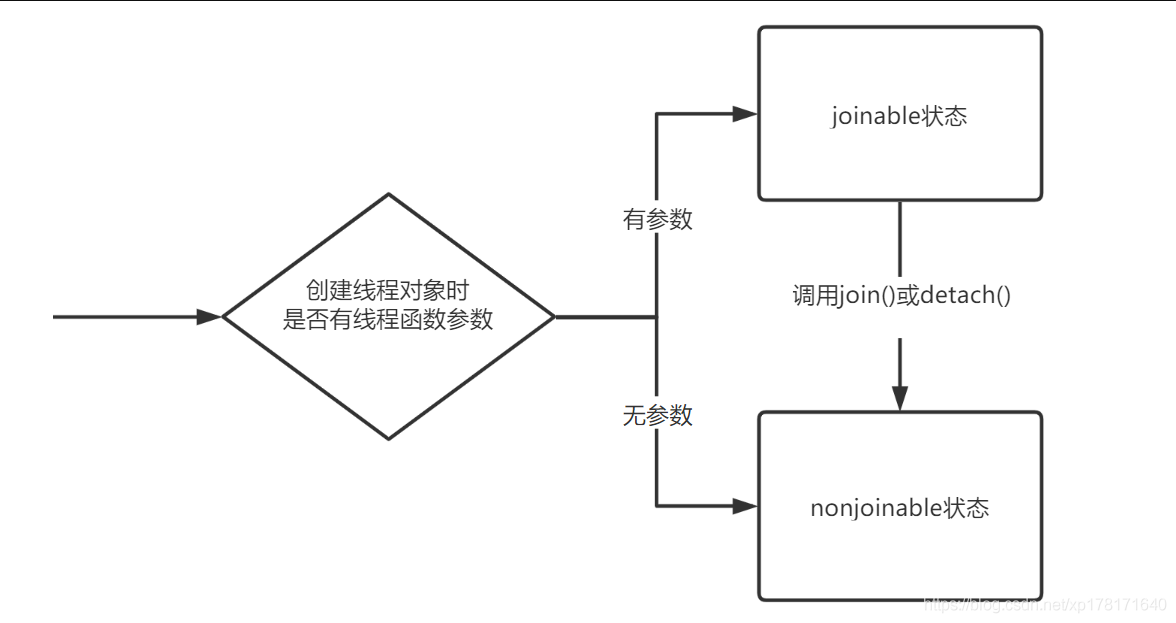 创建线程对象时
是否有线程函数参数
有参数
无参数
joinable状态
调用join()或detach()
nonjoinable状态
https://blog.csdn.net/xp178171640